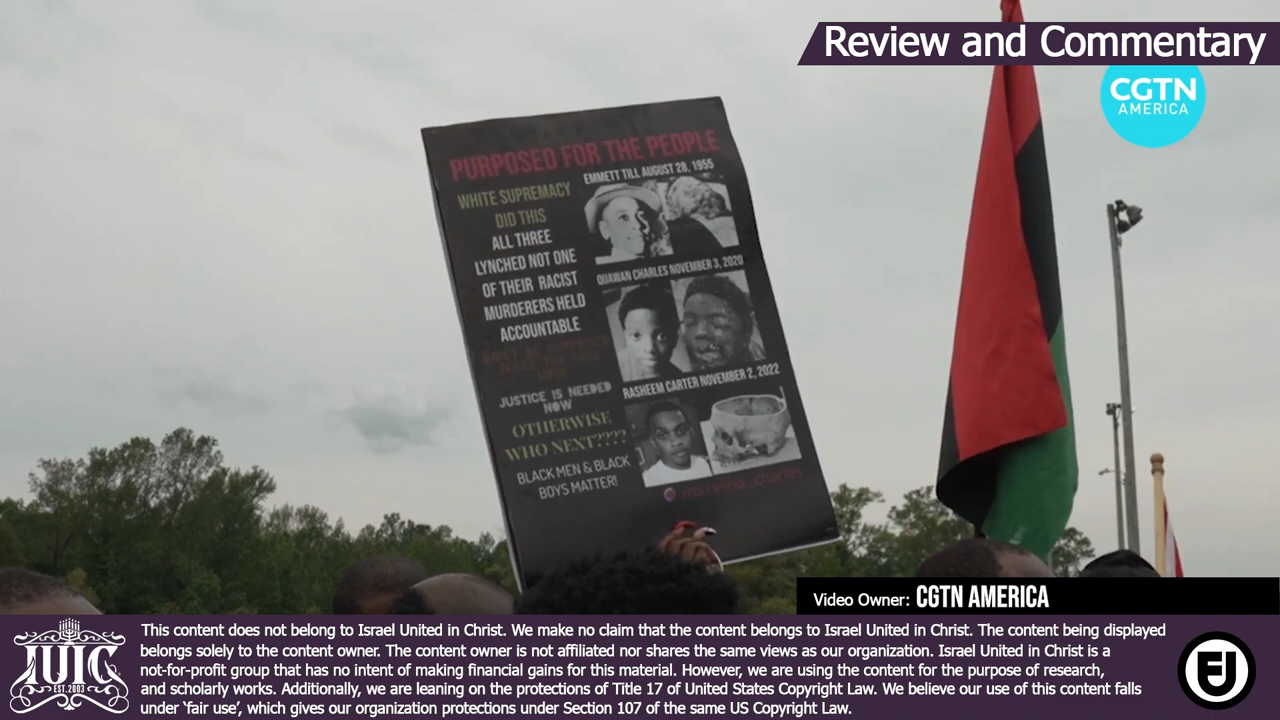 Review and Commentary
CGTN
AMERICA
PURPOSED FOR THE PEOPLE
WHITE SUPREMACY
DID THIS
ALL THREE
LYNCHED NOT ONE
OF THEIR RACIST
MURDERERS HELD
ACCOUNTABLE
JUSTICE IS NEEDED
NOW
OTHERWISE
WHO NEXT????
BLACK MEN & BLACK
BOYS MATTER!
EMMETT TILL AUGUST 28, 1955
QUAWAN CHARLES NOVEMBER 3, 2020
RASHEEM CARTER NOVEMBER 2, 2022
Video Owner: CGTN AMERICA
IUIC
EST. 2003
This content does not belong to Israel United in Christ. We make no claim that the content belongs to Israel United in Christ. The content being displayed
belongs solely to the content owner. The content owner is not affiliated nor shares the same views as our organization. Israel United in Christ is a
not-for-profit group that has no intent of making financial gains for this material. However, we are using the content for the purpose of research,
and scholarly works. Additionally, we are leaning on the protections of Title 17 of United States Copyright Law. We believe our use of this content falls
under 'fair use', which gives our organization protections under Section 107 of the same US Copyright Law.